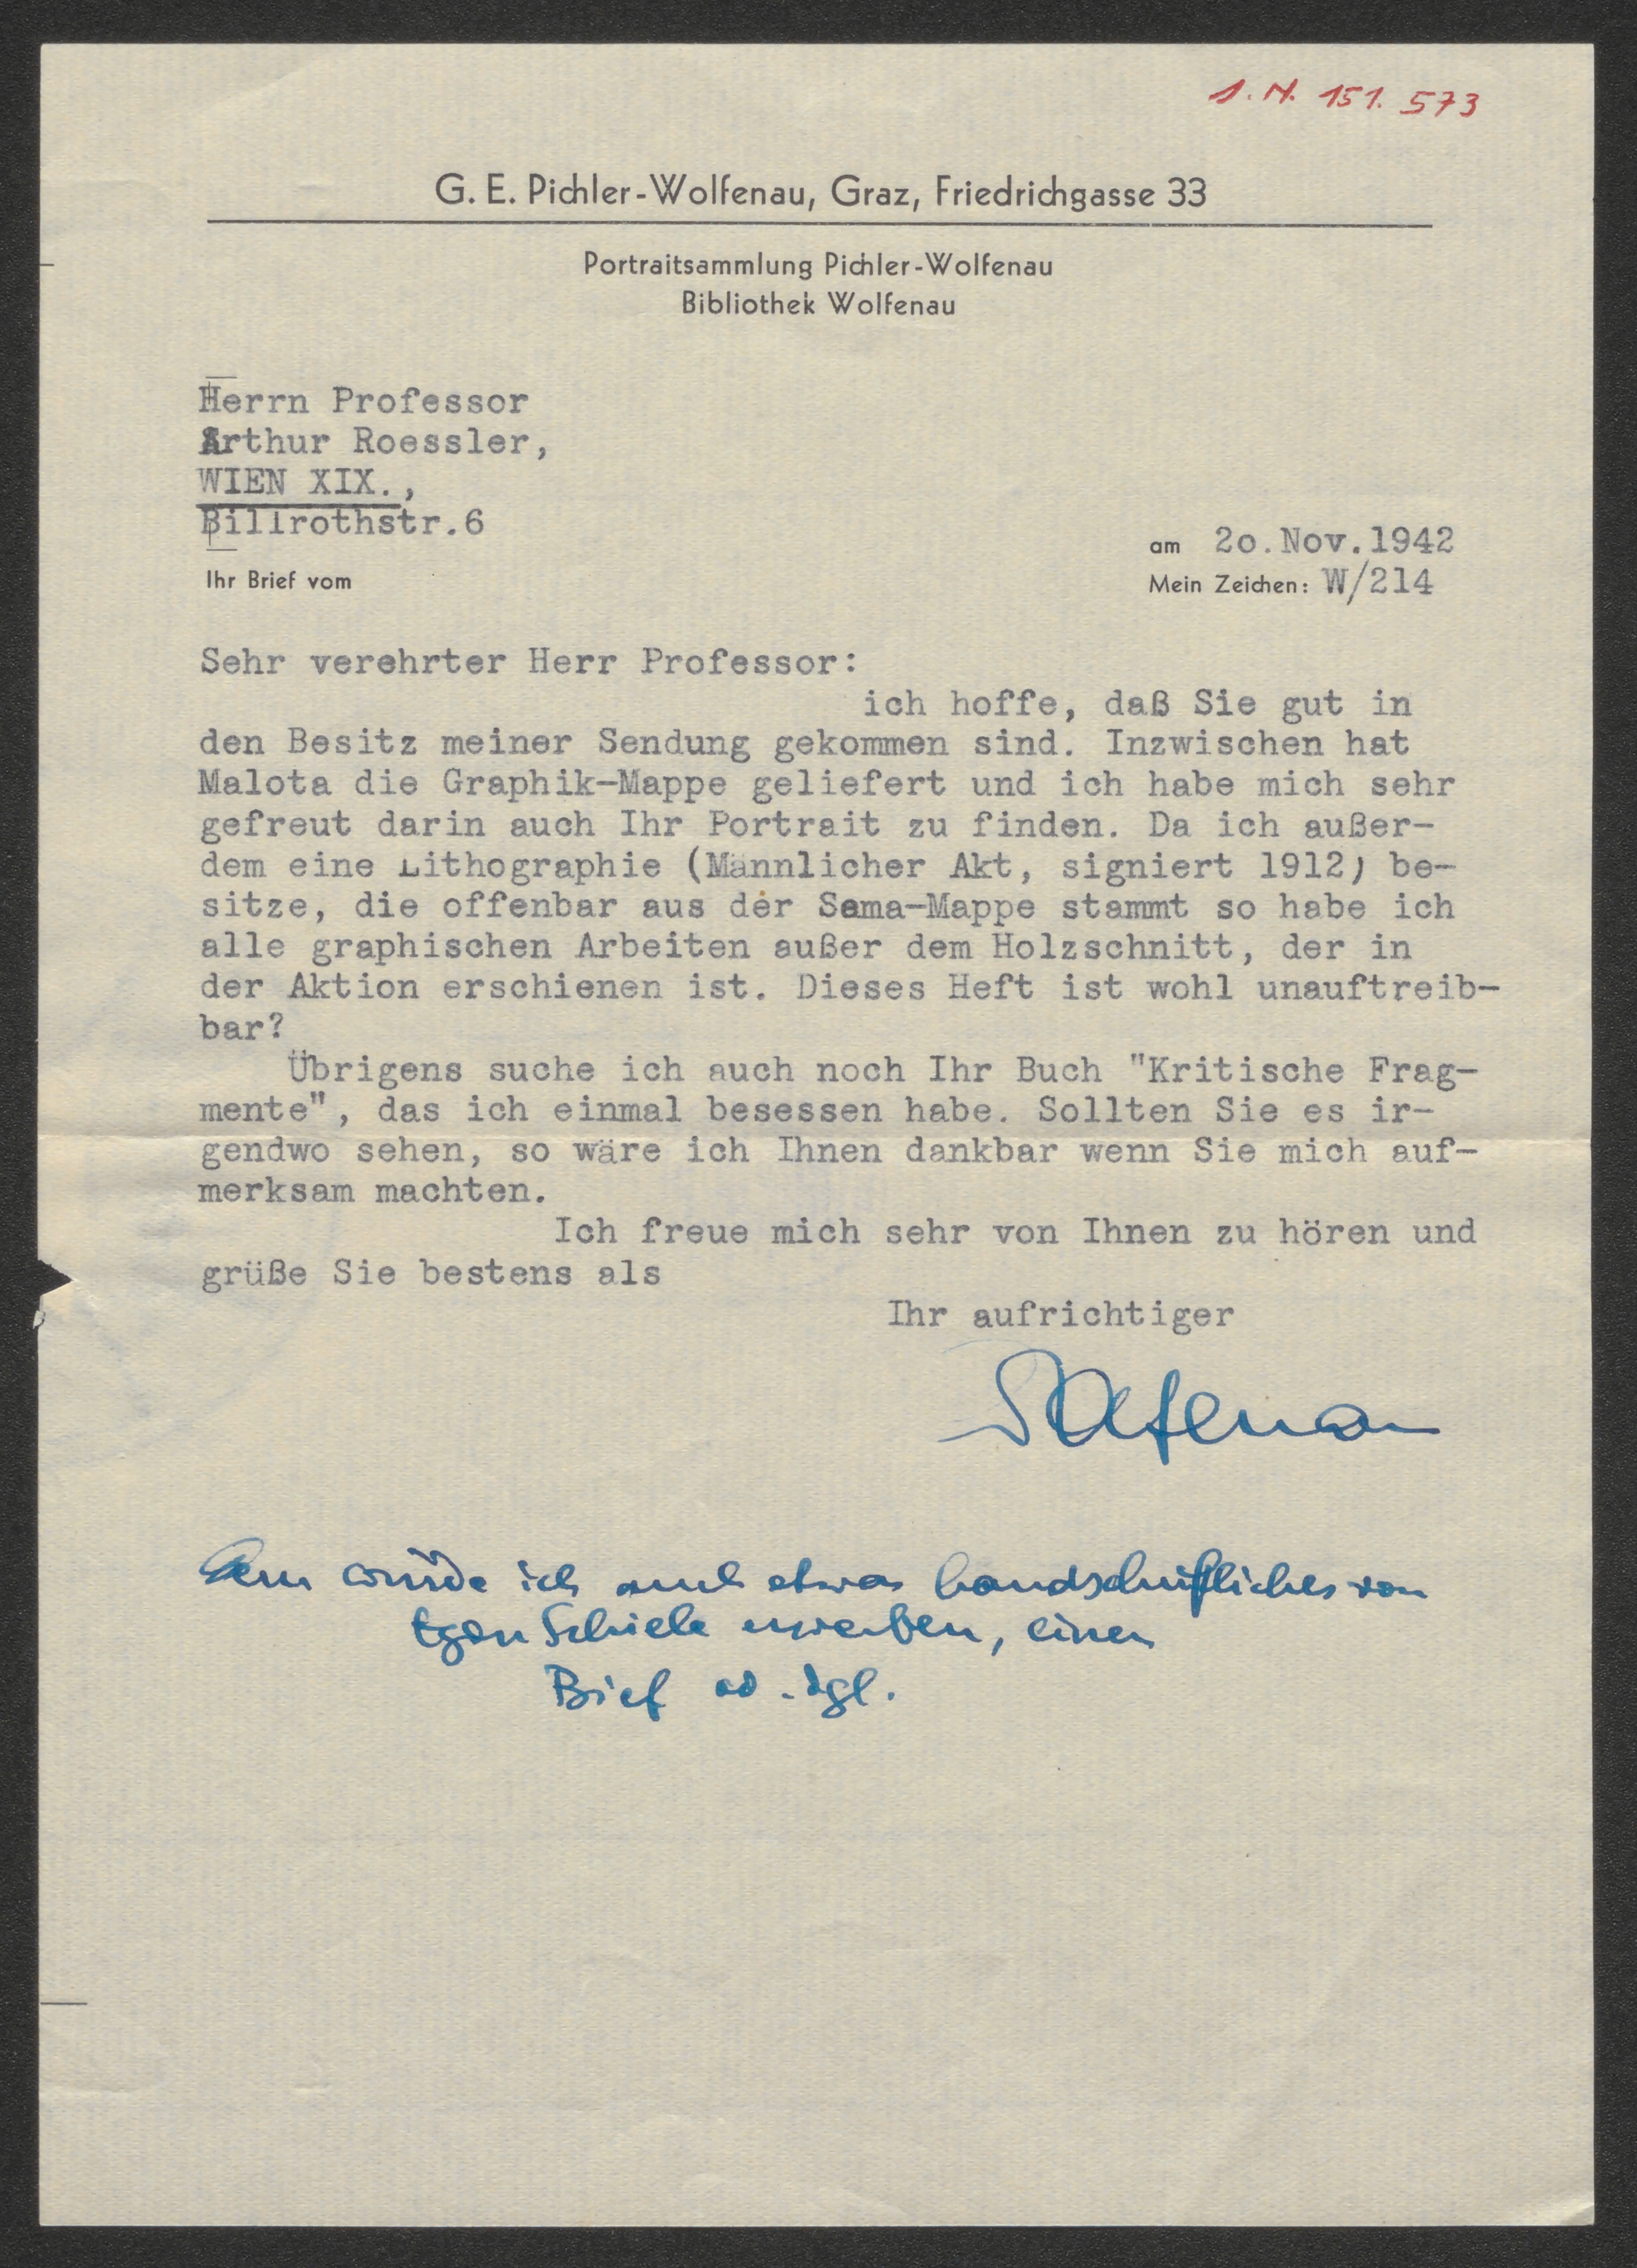 J. N. 151. 573
G. E. Pichler-Wolfenau, Graz, Friedrichgasse 33
Portraitsammlung Pichler-Wolfenau
Bibliothek Wolfenau
Herrn Professor
Arthur Roessler,
WIEN XIX.,
Billrothstr.6
am 2o.Nov.1942
Ihr Brief vom
Mein Zeichen: W/214
Sehr verehrter Herr Professor:
ich hoffe, daß Sie gut in
den Besitz meiner Sendung gekommen sind. Inzwischen hat
Malota die Graphik-Mappe geliefert und ich habe mich sehr
gefreut darin auch Ihr Portrait zu finden. Da ich außer-
dem eine Lithographie (Männlicher Akt, signiert 1912) be-
sitze, die offenbar aus der Sema-Mappe stammt so habe ich
alle graphischen Arbeiten außer dem Holzschnitt, der in
der Aktion erschienen ist. Dieses Heft ist wohl unauftreib-
bar?
Übrigens suche ich auch noch Ihr Buch "Kritische Frag-
mente", das ich einmal besessen habe. Sollten Sie es ir-
gendwo sehen, so wäre ich Ihnen dankbar wenn Sie mich auf-
merksam machten.
Ich freue mich sehr von Ihnen zu hören und
grüße Sie bestens als
Ihr aufrichtiger
Wolfenau
Gern würde ich auch etwas handschriftliches von
Egon Schiele erwerben, einen
Brief od. dgl.